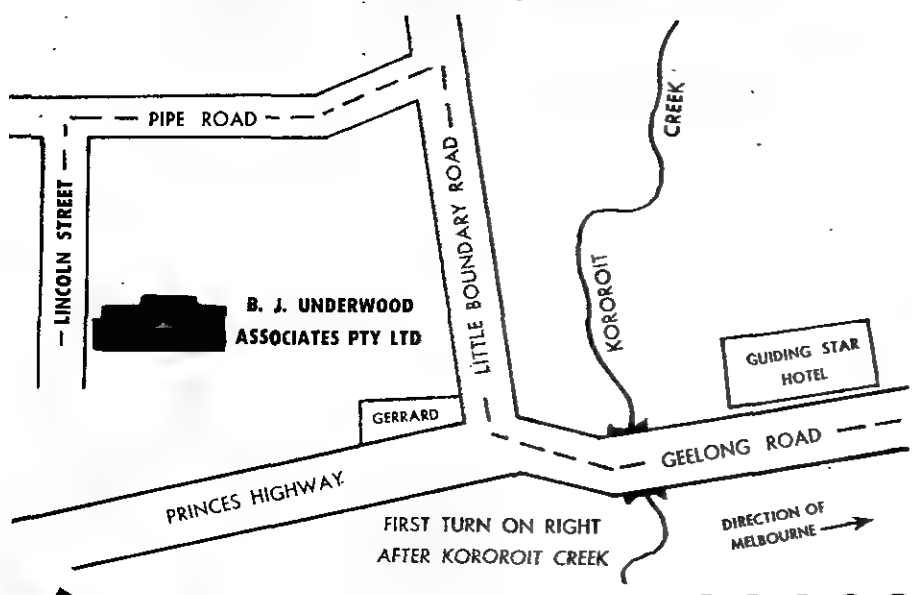 PIPE ROAD
LINCOLN STREET
LITTLE BOUNDARY ROAD
KOROROIT
CREEK
B. J. UNDERWOOD
ASSOCIATES PTY LTD
GUIDING STAR
HOTEL
GERRARD
GEELONG ROAD
PRINCES HIGHWAY
FIRST TURN ON RIGHT
AFTER KOROROIT CREEK
DIRECTION OF
MELBOURNE